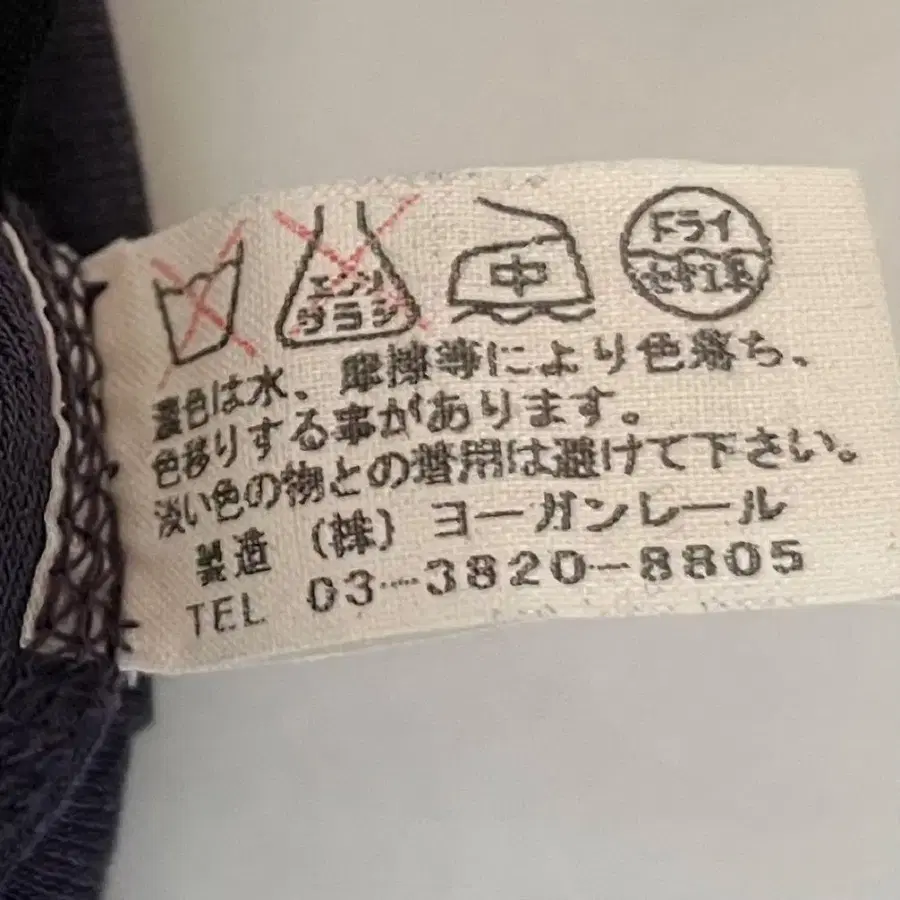 エンソ
サラシ
中
ドライ
セキユ系
濃色は水、摩擦等により色落ち、
色移りする事があります。
淡い色の物との着用は避けて下さい。
製造 (株) ヨーガンレール
TEL 03-3820-8805